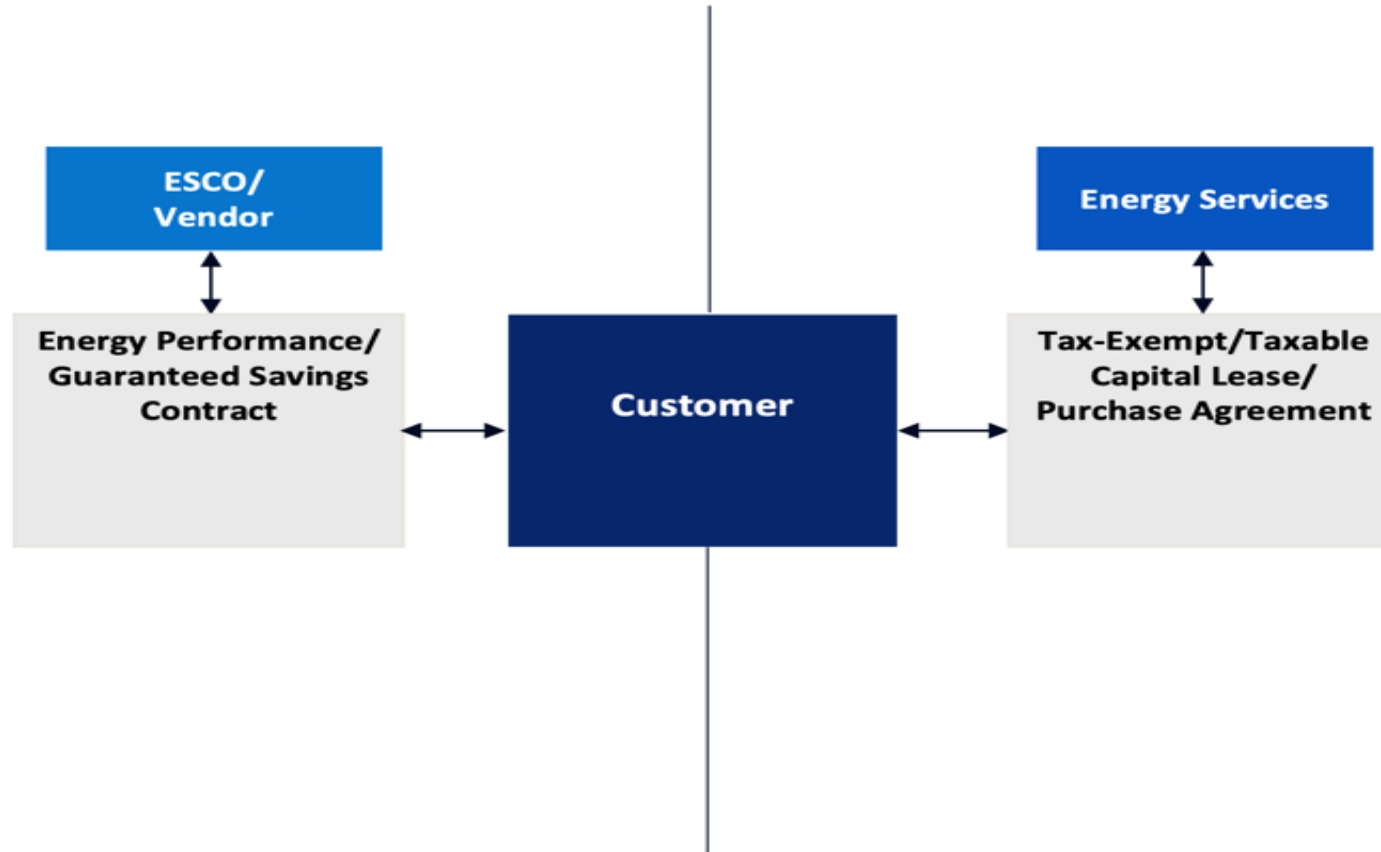 ESCO/
Vendor
Energy Services
Energy Performance/
Guaranteed Savings
Contract
Customer
Tax-Exempt/Taxable
Capital Lease/
Purchase Agreement